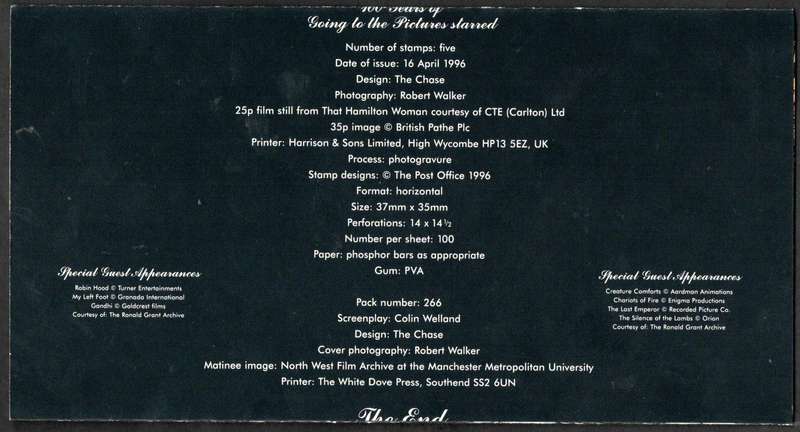 100 Years of
Going to the Pictures starred
Number of stamps: five
Date of issue: 16 April 1996
Design: The Chase
Photography: Robert Walker
25p film still from That Hamilton Woman courtesy of CTE (Carlton) Ltd
35p image © British Pathe Plc
Printer: Harrison & Sons Limited, High Wycombe HP13 5EZ, UK
Process: photogravure
Stamp designs: © The Post Office 1996
Format: horizontal
Size: 37mm x 35mm
Perforations: 14 x 14½
Number per sheet: 100
Paper: phosphor bars as appropriate
Gum: PVA
Special Guest Appearances
Robin Hood © Turner Entertainments
My Left Foot © Granada International
Gandhi © Goldcrest films
Courtesy of: The Ronald Grant Archive
Special Guest Appearances
Creature Comforts © Aardman Animations
Chariots of Fire © Enigma Productions
The Last Emperor © Recorded Picture Co.
The Silence of the Lambs © Orion
Courtesy of: The Ronald Grant Archive
Pack number: 266
Screenplay: Colin Welland
Design: The Chase
Cover photography: Robert Walker
Matinee image: North West Film Archive at the Manchester Metropolitan University
Printer: The White Dove Press, Southend SS2 6UN
The End